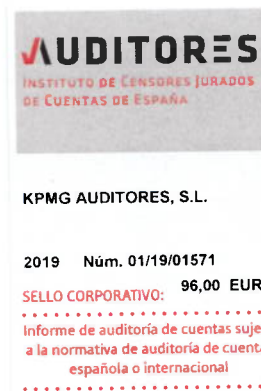 AUDITORES
INSTITUTO DE CENSORES JURADOS
DE CUENTAS DE ESPAÑA
KPMG AUDITORES, S.L.
2019 Núm. 01/19/01571
SELLO CORPORATIVO: 96,00 EUR
Informe de auditoría de cuentas suje
a la normativa de auditoría de cuenta
española o internacional